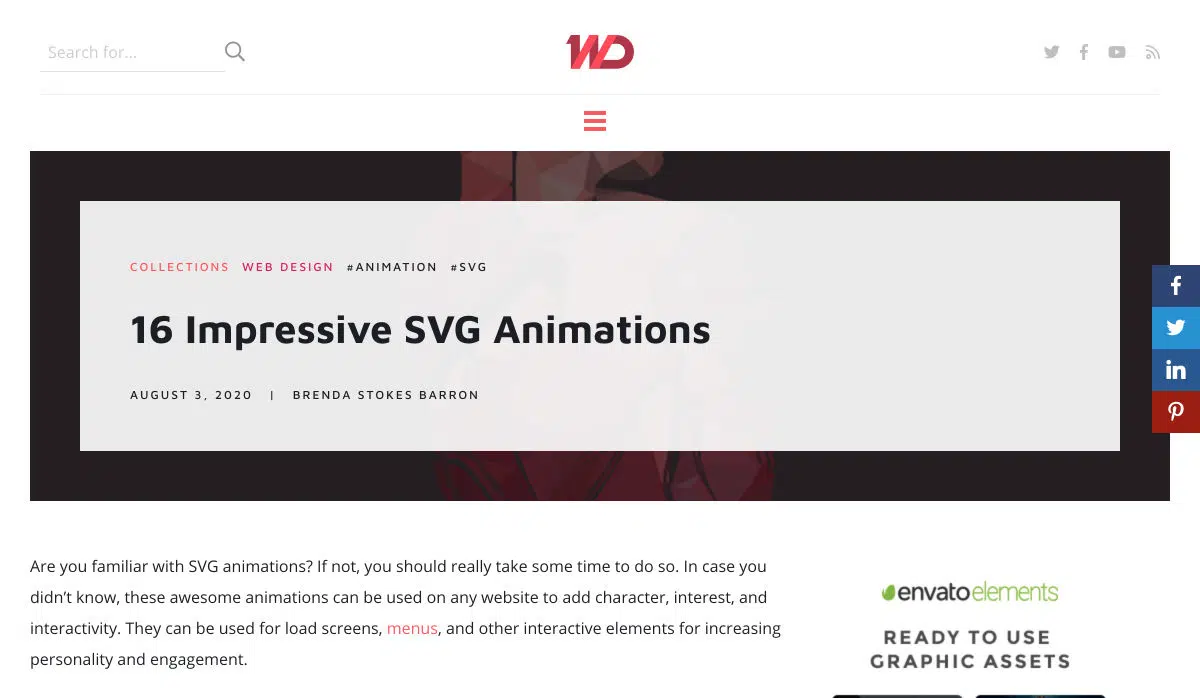 Search for...
1WD
COLLECTIONS WEB DESIGN #ANIMATION #SVG
16 Impressive SVG Animations
AUGUST 3, 2020 | BRENDA STOKES BARRON
in
Are you familiar with SVG animations? If not, you should really take some time to do so. In case you
didn’t know, these awesome animations can be used on any website to add character, interest, and
interactivity. They can be used for load screens, menus, and other interactive elements for increasing
personality and engagement.
envato elements
READY TO USE
GRAPHIC ASSETS